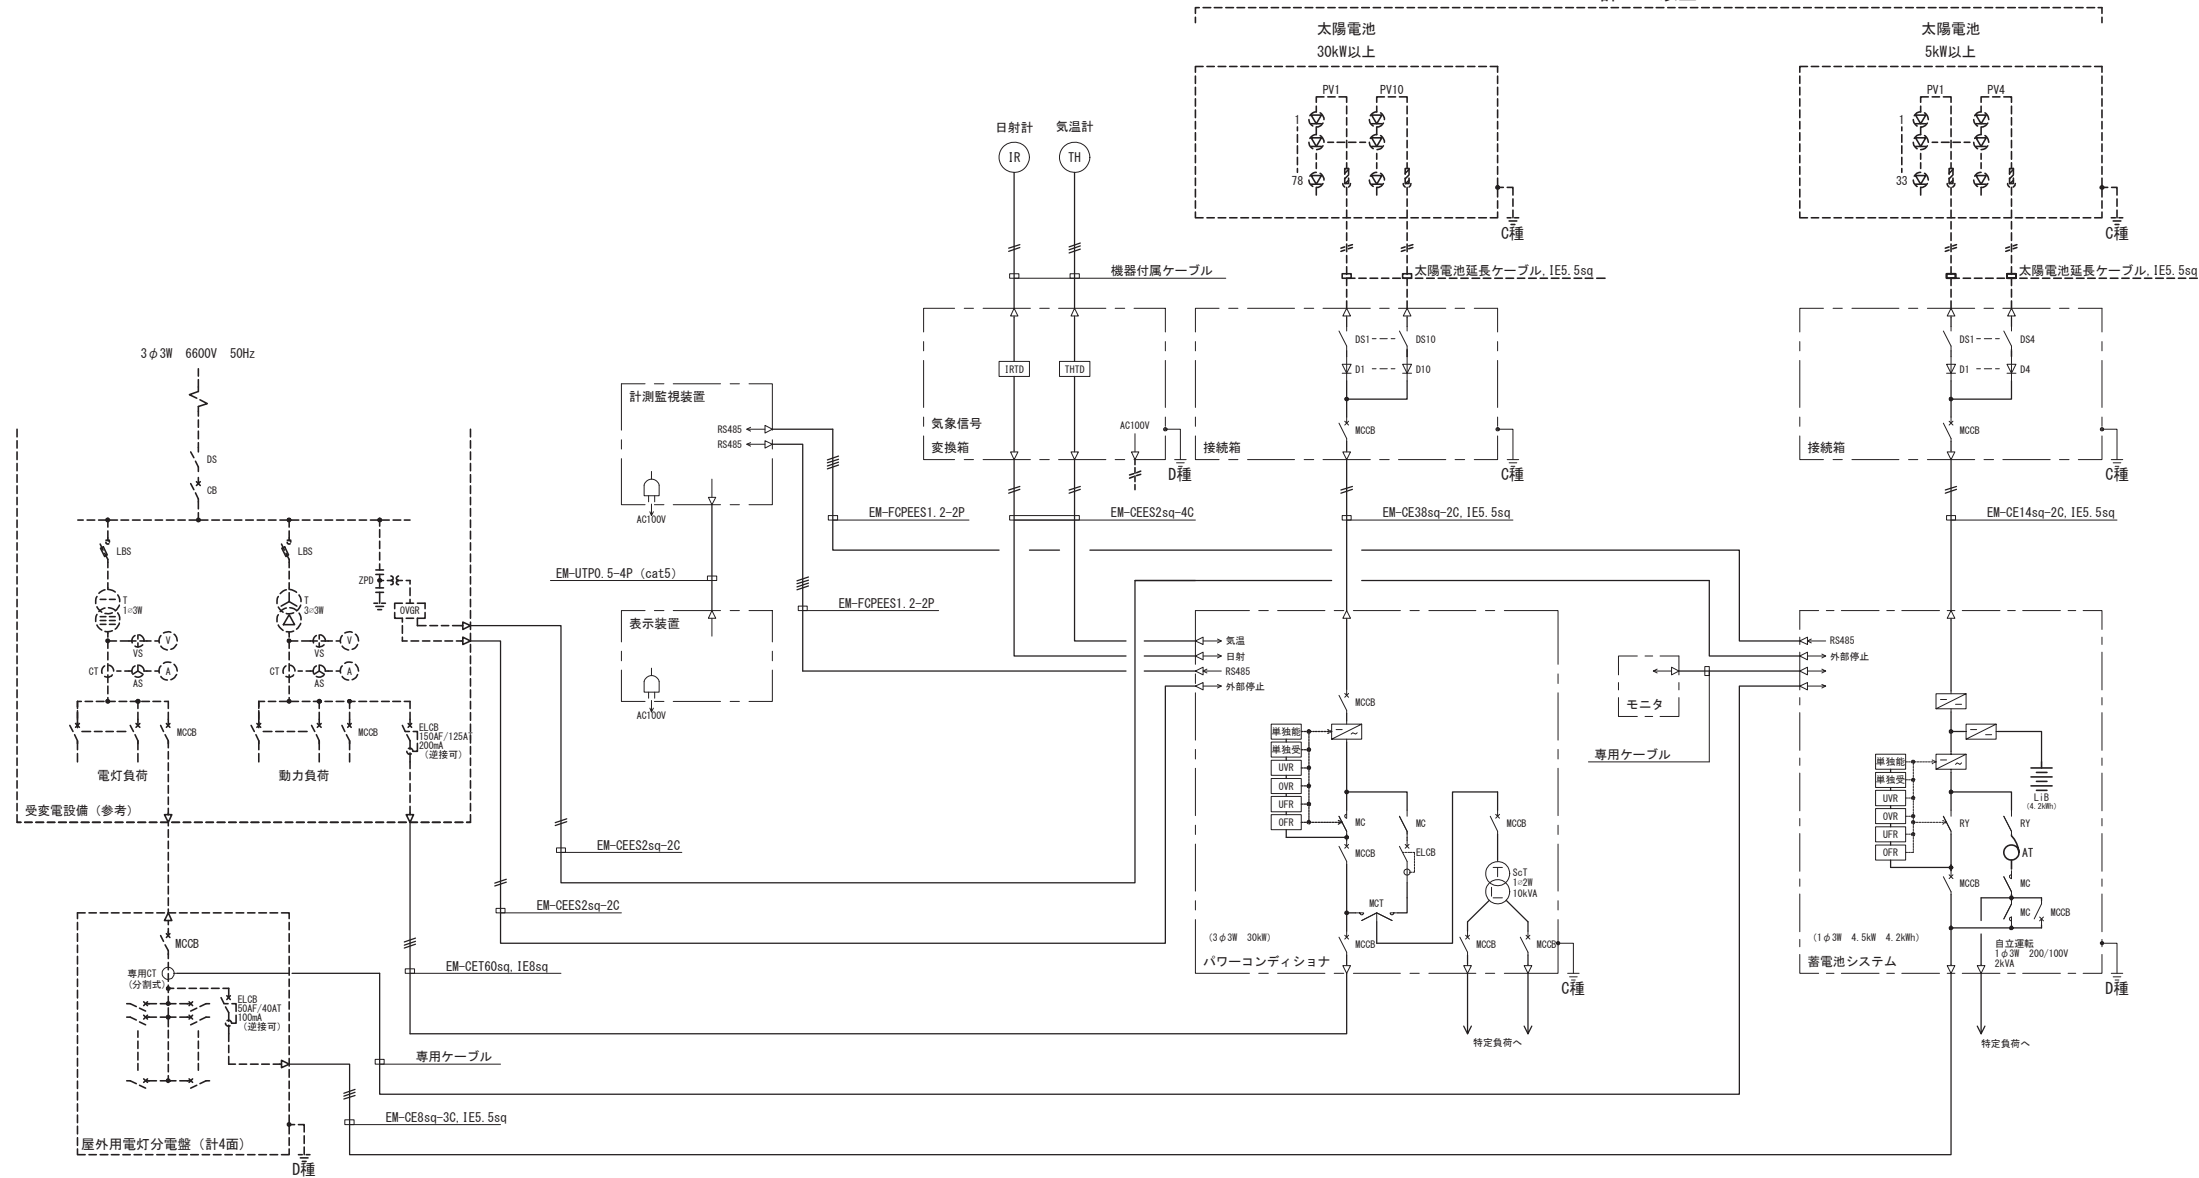 太陽電池
30kW以上
太陽電池
5kW以上
PV1
PV10
PV1
PV4
1
78
1
33
日射計
気温計
IR
TH
C種
C種
機器付属ケーブル
太陽電池延長ケーブル,IE5.5sq
太陽電池延長ケーブル,IE5.5sq
3φ3W 6600V 50Hz
DS
CB
計測監視装置
RS485
RS485
AC100V
IRTD
THTD
気象信号
変換箱
AC100V
D種
DS1
DS10
D1
D10
MCCB
接続箱
C種
DS1
DS4
D1
D4
MCCB
接続箱
C種
EM-FCPEES1.2-2P
EM-CEES2sq-4C
EM-CE38sq-2C,IE5.5sq
EM-CE14sq-2C,IE5.5sq
LBS
LBS
ZPD
OVGR
T
1⌀3W
T
3⌀3W
VS
V
VS
V
CT
AS
A
CT
AS
A
MCCB
MCCB
ELCB
150AF/125AT
200mA
(逆接可)
電灯負荷
動力負荷
受変電設備（参考）
EM-UTP0.5-4P (cat5)
EM-FCPEES1.2-2P
表示装置
AC100V
気温
日射
RS485
外部停止
MCCB
単独能
単独受
UVR
OVR
UFR
OFR
MC
MC
MCCB
ELCB
MCCB
ScT
1⌀2W
10kVA
MCT
MCCB
MCCB
MCCB
(3φ3W 30kW)
パワーコンディショナ
C種
特定負荷へ
モニタ
専用ケーブル
RS485
外部停止
単独能
単独受
UVR
OVR
UFR
OFR
LiB
(4.2kWh)
RY
RY
AT
MCCB
MC
MC
MCCB
(1φ3W 4.5kW 4.2kWh)
自立運転
1φ3W 200/100V
2kVA
蓄電池システム
D種
特定負荷へ
EM-CEES2sq-2C
EM-CEES2sq-2C
EM-CET60sq,IE8sq
専用ケーブル
EM-CE8sq-3C,IE5.5sq
MCCB
専用CT
(分割式)
ELCB
50AF/40AT
100mA
(逆接可)
屋外用電灯分電盤（計4面）
D種